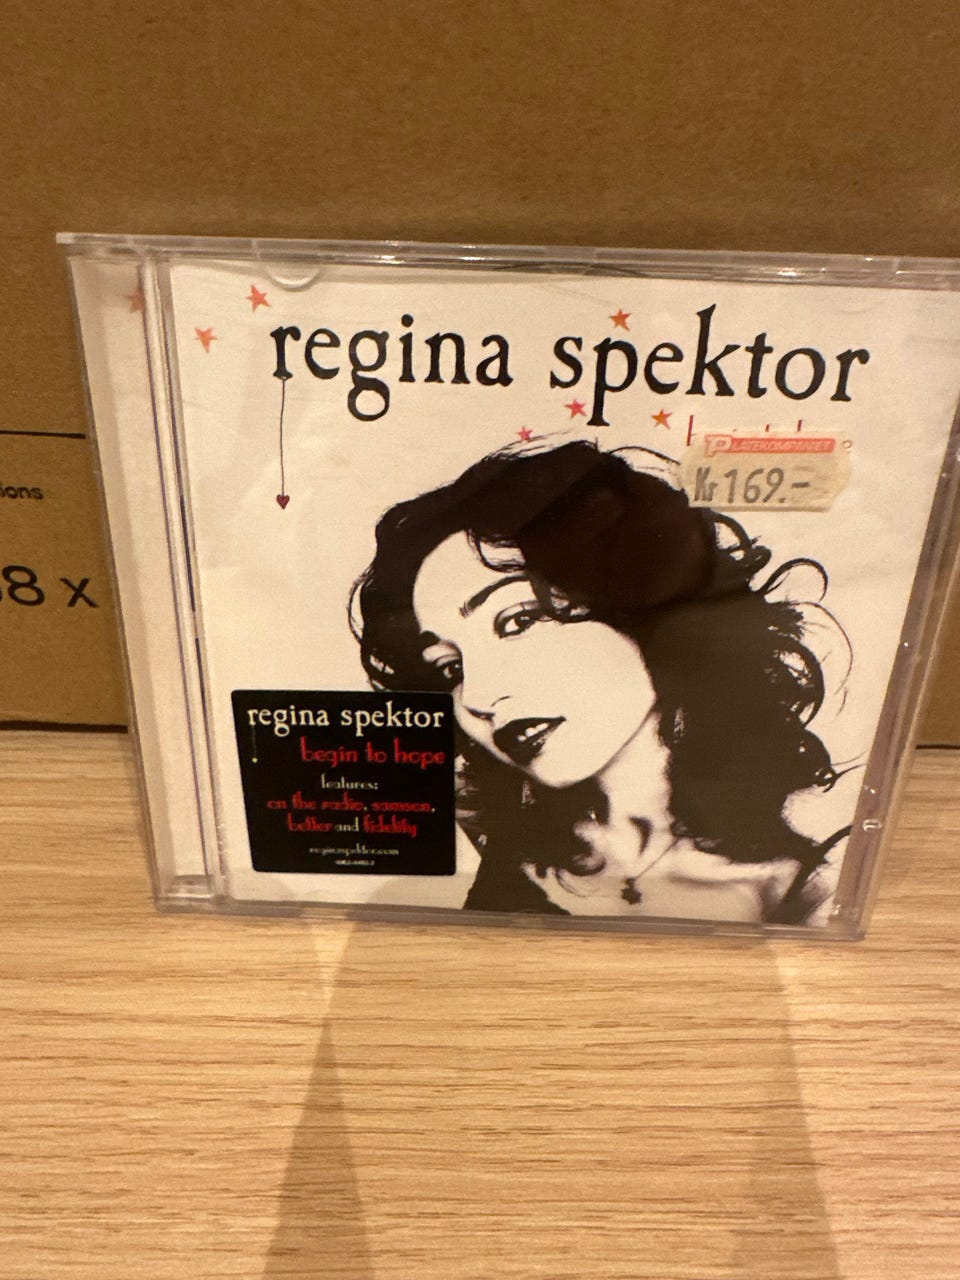 regina spektor
PLATEKOMPANIET
Kr 169.-
ions
8 x
regina spektor
begin to hope
features:
on the radio, samson,
better and fidelity
reginaspektor.com